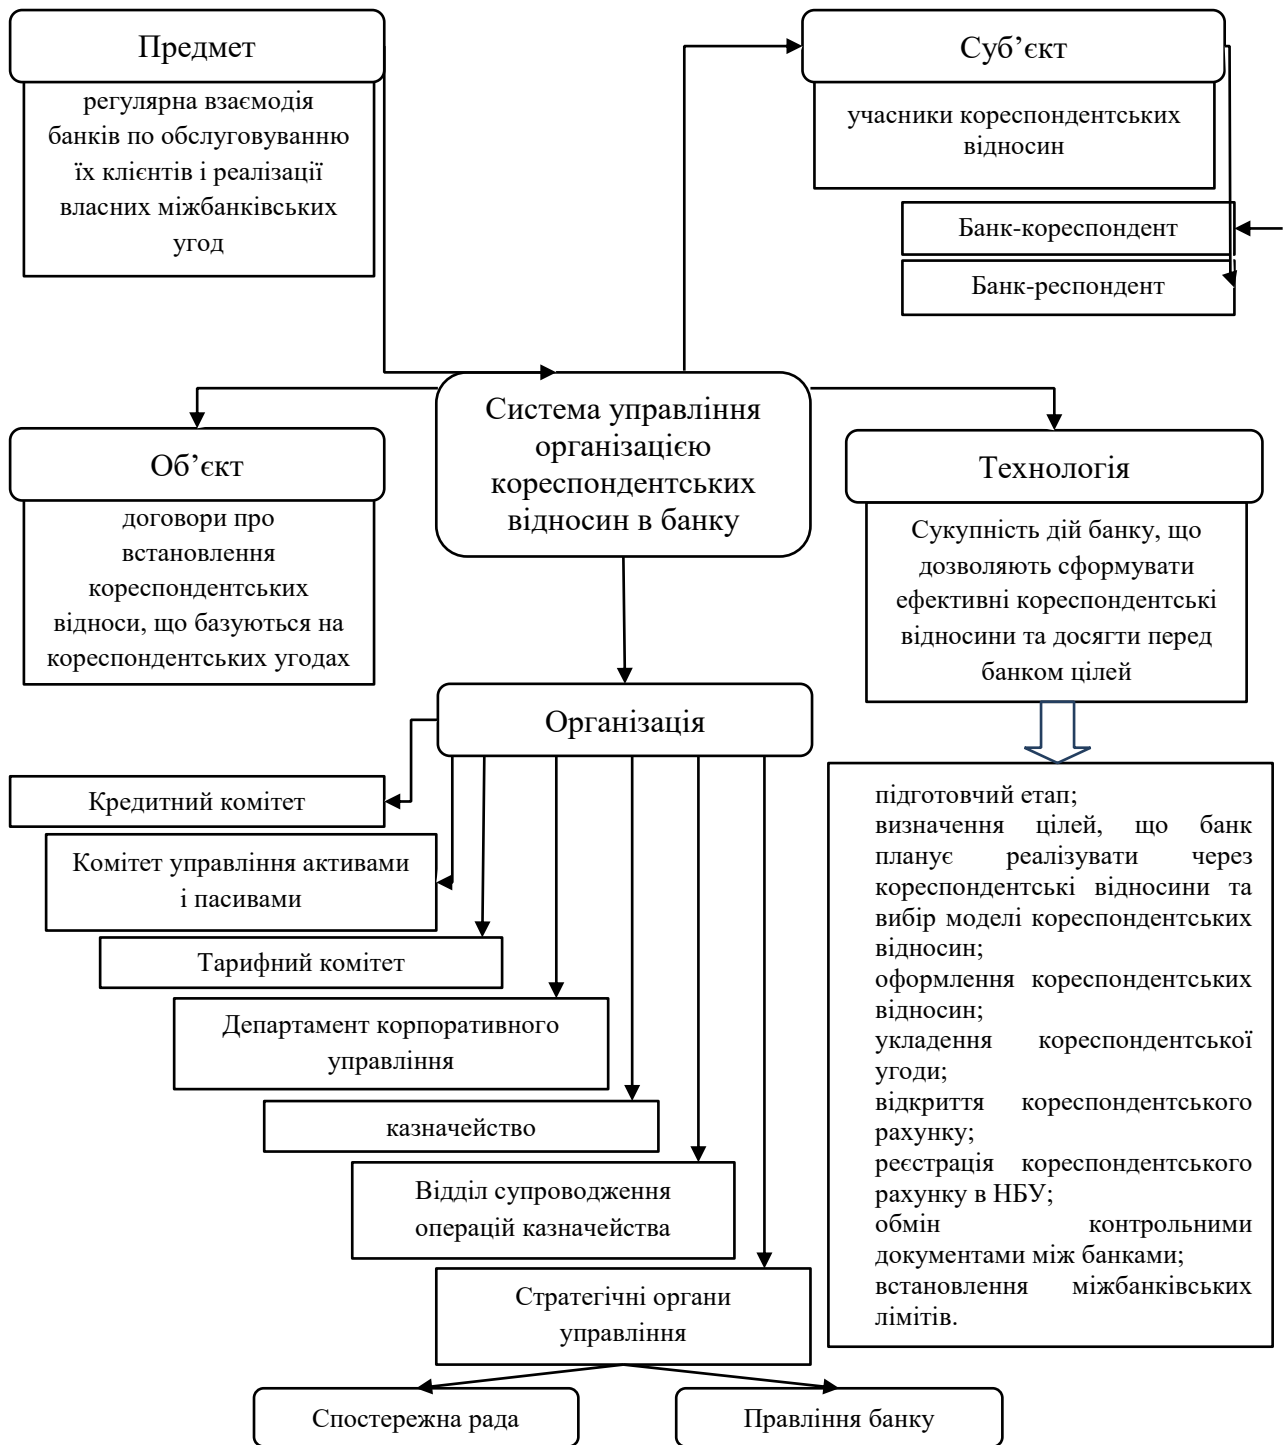 Предмет
регулярна взаємодія
банків по обслуговуванню
їх клієнтів і реалізації
власних міжбанківських
угод
Суб’єкт
учасники кореспондентських
відносин
Банк-кореспондент
Банк-респондент
Система управління
організацією
кореспондентських
відносин в банку
Об’єкт
договори про
встановлення
кореспондентських
відноси, що базуються на
кореспондентських угодах
Технологія
Сукупність дій банку, що
дозволяють сформувати
ефективні кореспондентські
відносини та досягти перед
банком цілей
Організація
Кредитний комітет
Комітет управління активами
і пасивами
Тарифний комітет
Департамент корпоративного
управління
казначейство
Відділ супроводження
операцій казначейства
Стратегічні органи
управління
Спостережна рада
Правління банку
підготовчий етап;
визначення цілей, що банк
планує реалізувати через
кореспондентські відносини та
вибір моделі кореспондентських
відносин;
оформлення кореспондентських
відносин;
укладення кореспондентської
угоди;
відкриття кореспондентського
рахунку;
реєстрація кореспондентського
рахунку в НБУ;
обмін контрольними
документами між банками;
встановлення міжбанківських
лімітів.